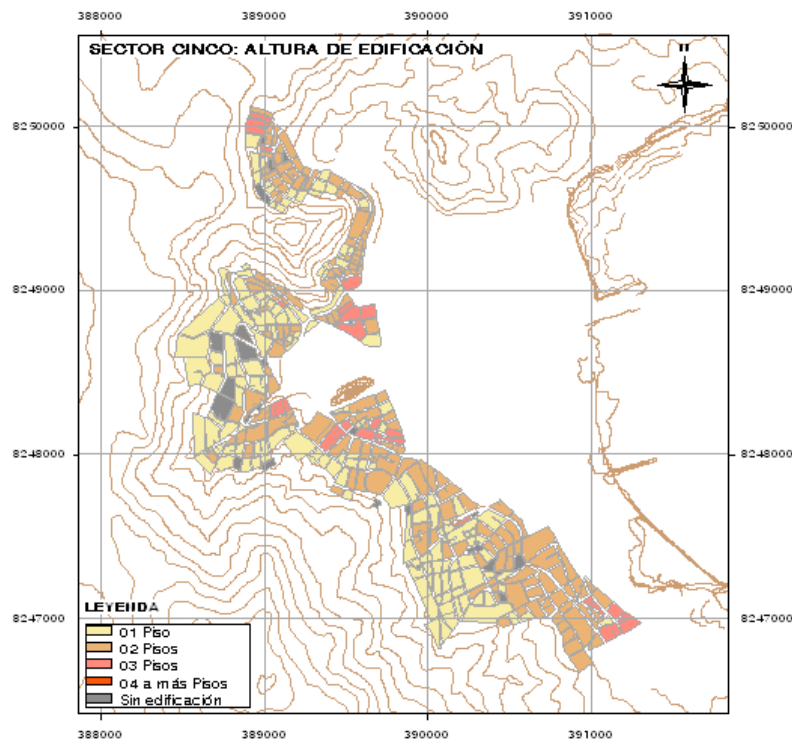 388000 389000 390000 391000
SECTOR CINCO: ALTURA DE EDIFICACIÓN
8250000 8250000
8249000 8249000
8248000 8248000
8247000 8247000
LEYENDA
01 Piso
02 Pisos
03 Pisos
04 a más Pisos
Sin edificación
388000 389000 390000 391000